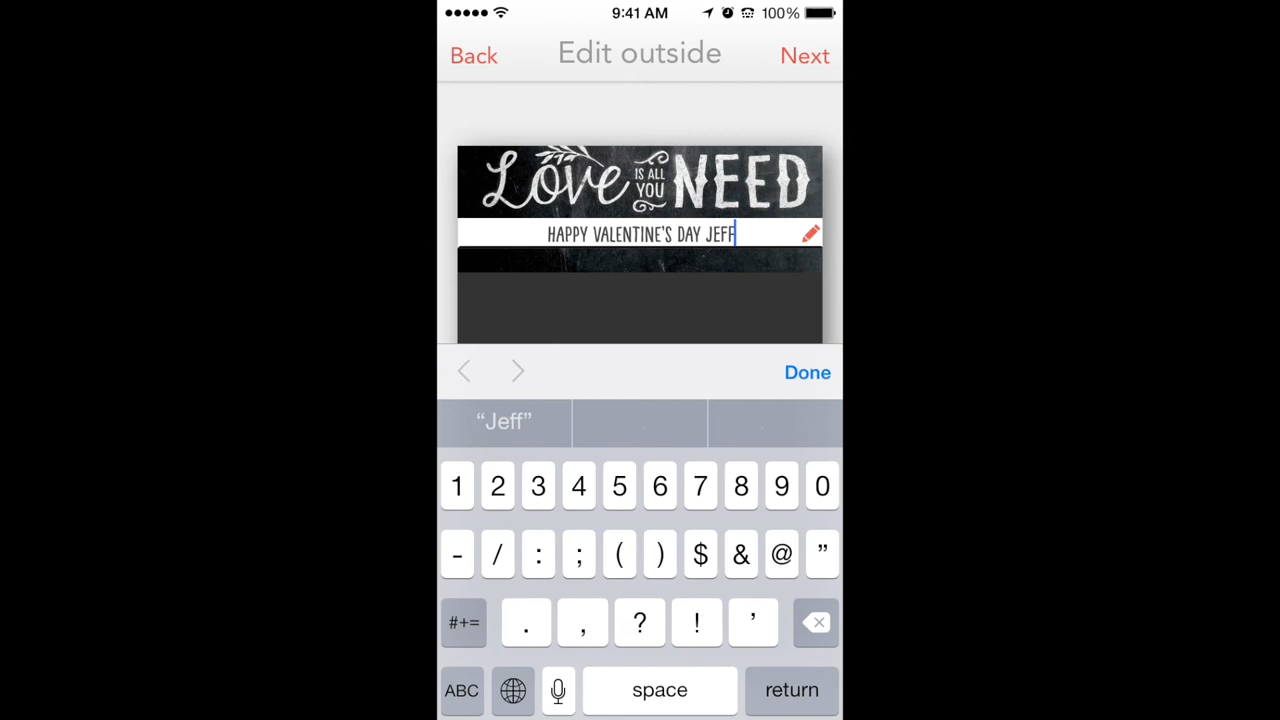 9:41 AM 100%
Back Edit outside Next
Love IS ALL YOU NEED
HAPPY VALENTINE'S DAY JEFF
Done
“Jeff”
1 2 3 4 5 6 7 8 9 0
- / : ; ( ) $ & @ ”
#+= . , ? ! ’
ABC space return